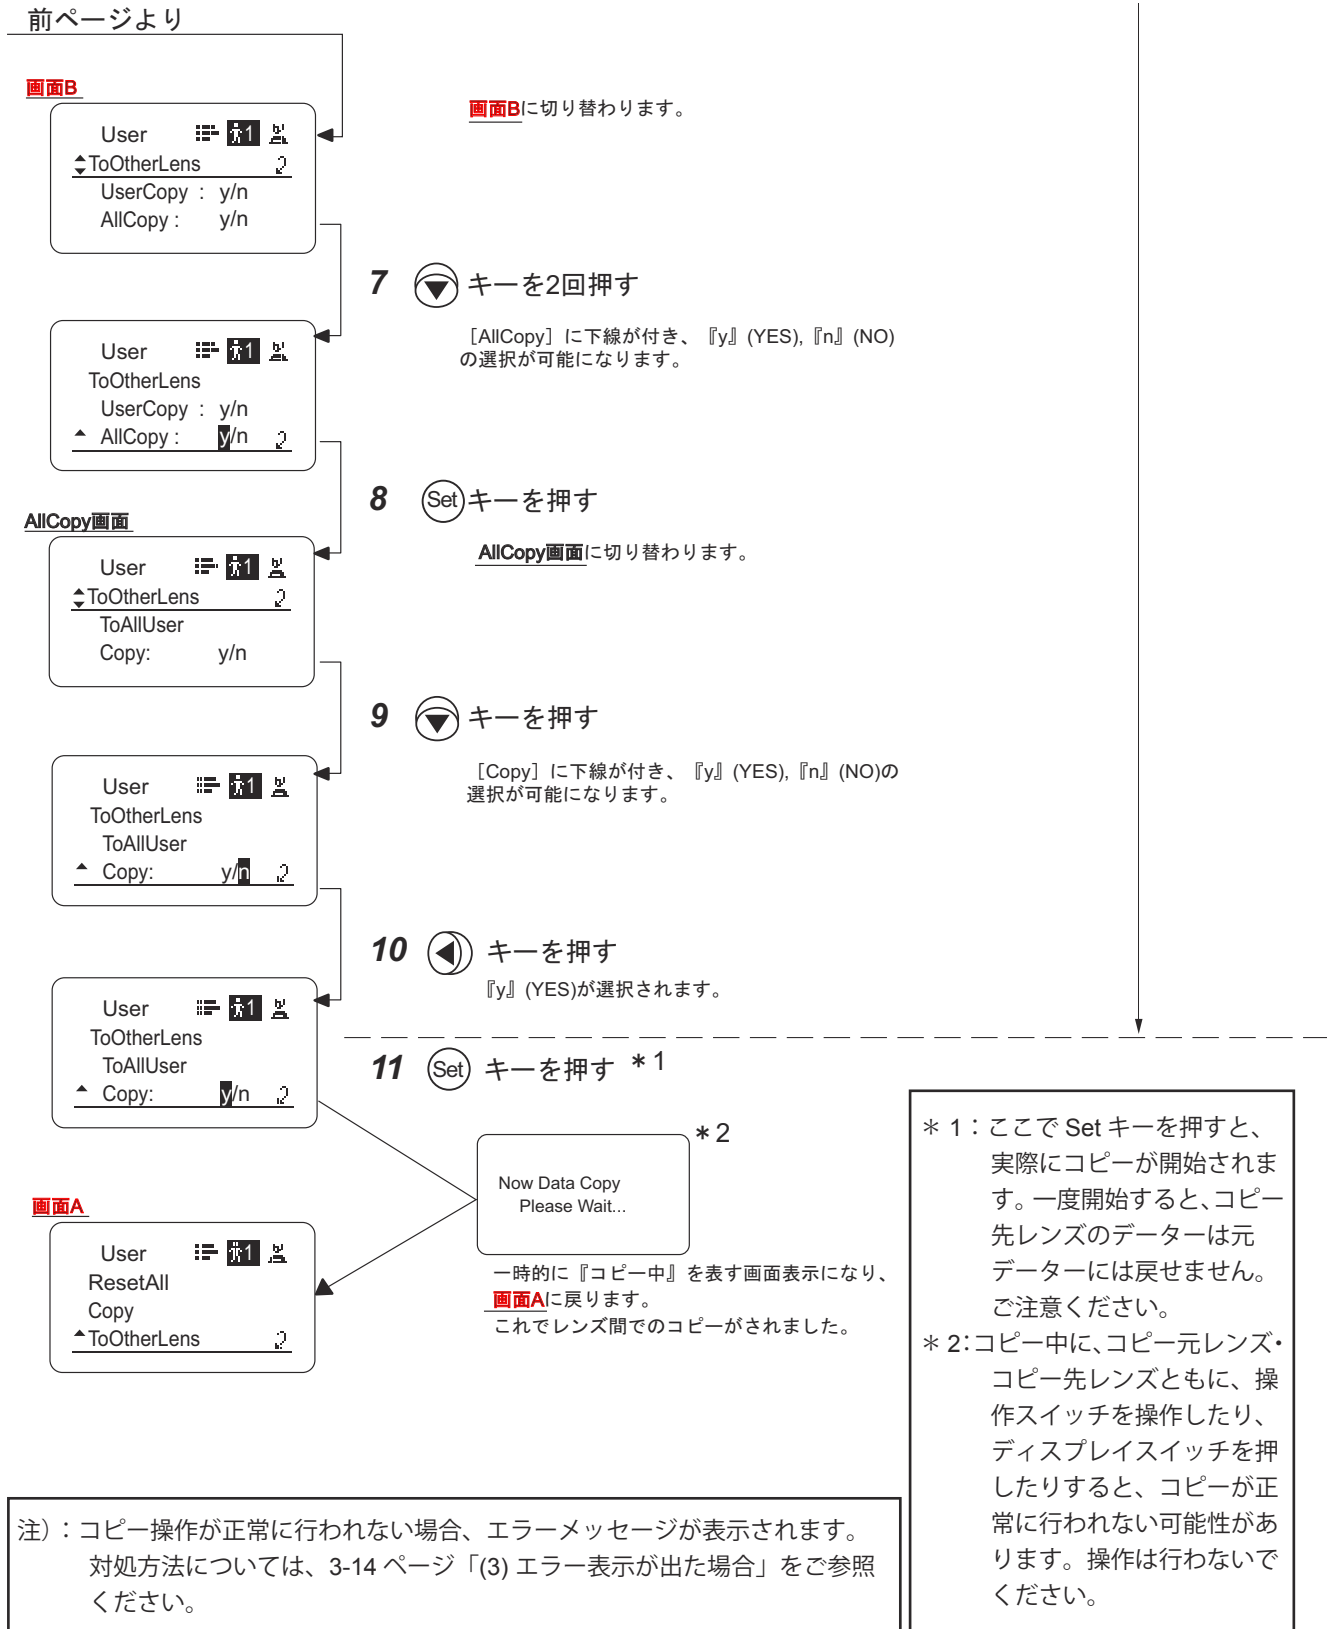 前ページより
画面B
画面Bに切り替わります。
User 1
ToOtherLens
UserCopy : y/n
AllCopy : y/n
7 キーを2回押す
［AllCopy］に下線が付き、『y』(YES),『n』(NO)
の選択が可能になります。
User 1
ToOtherLens
UserCopy : y/n
AllCopy : y/n
8 Set キーを押す
AllCopy画面に切り替わります。
AllCopy画面
User 1
ToOtherLens
ToAllUser
Copy: y/n
9 キーを押す
［Copy］に下線が付き、『y』(YES),『n』(NO)の
選択が可能になります。
User 1
ToOtherLens
ToAllUser
Copy: y/n
10 キーを押す
『y』(YES)が選択されます。
User 1
ToOtherLens
ToAllUser
Copy: y/n
11 Set キーを押す ＊1
＊2
Now Data Copy
Please Wait...
一時的に『コピー中』を表す画面表示になり、
画面Aに戻ります。
これでレンズ間でのコピーがされました。
画面A
User 1
ResetAll
Copy
ToOtherLens
＊ 1：ここで Set キーを押すと、
実際にコピーが開始されま
す。一度開始すると、コピー
先レンズのデーターは元
データーには戻せません。
ご注意ください。
＊ 2：コピー中に、コピー元レンズ・
コピー先レンズともに、操
作スイッチを操作したり、
ディスプレイスイッチを押
したりすると、コピーが正
常に行われない可能性があ
ります。操作は行わないで
ください。
注）：コピー操作が正常に行われない場合、エラーメッセージが表示されます。
対処方法については、3-14 ページ「(3) エラー表示が出た場合」をご参照
ください。